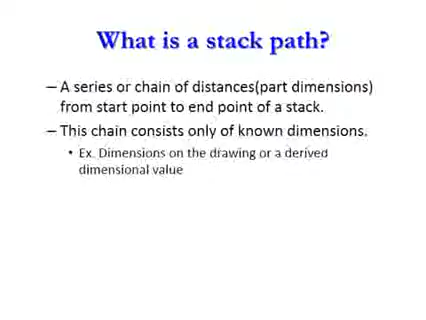 What is a stack path?
– A series or chain of distances(part dimensions)
from start point to end point of a stack.
– This chain consists only of known dimensions.
• Ex. Dimensions on the drawing or a derived
dimensional value